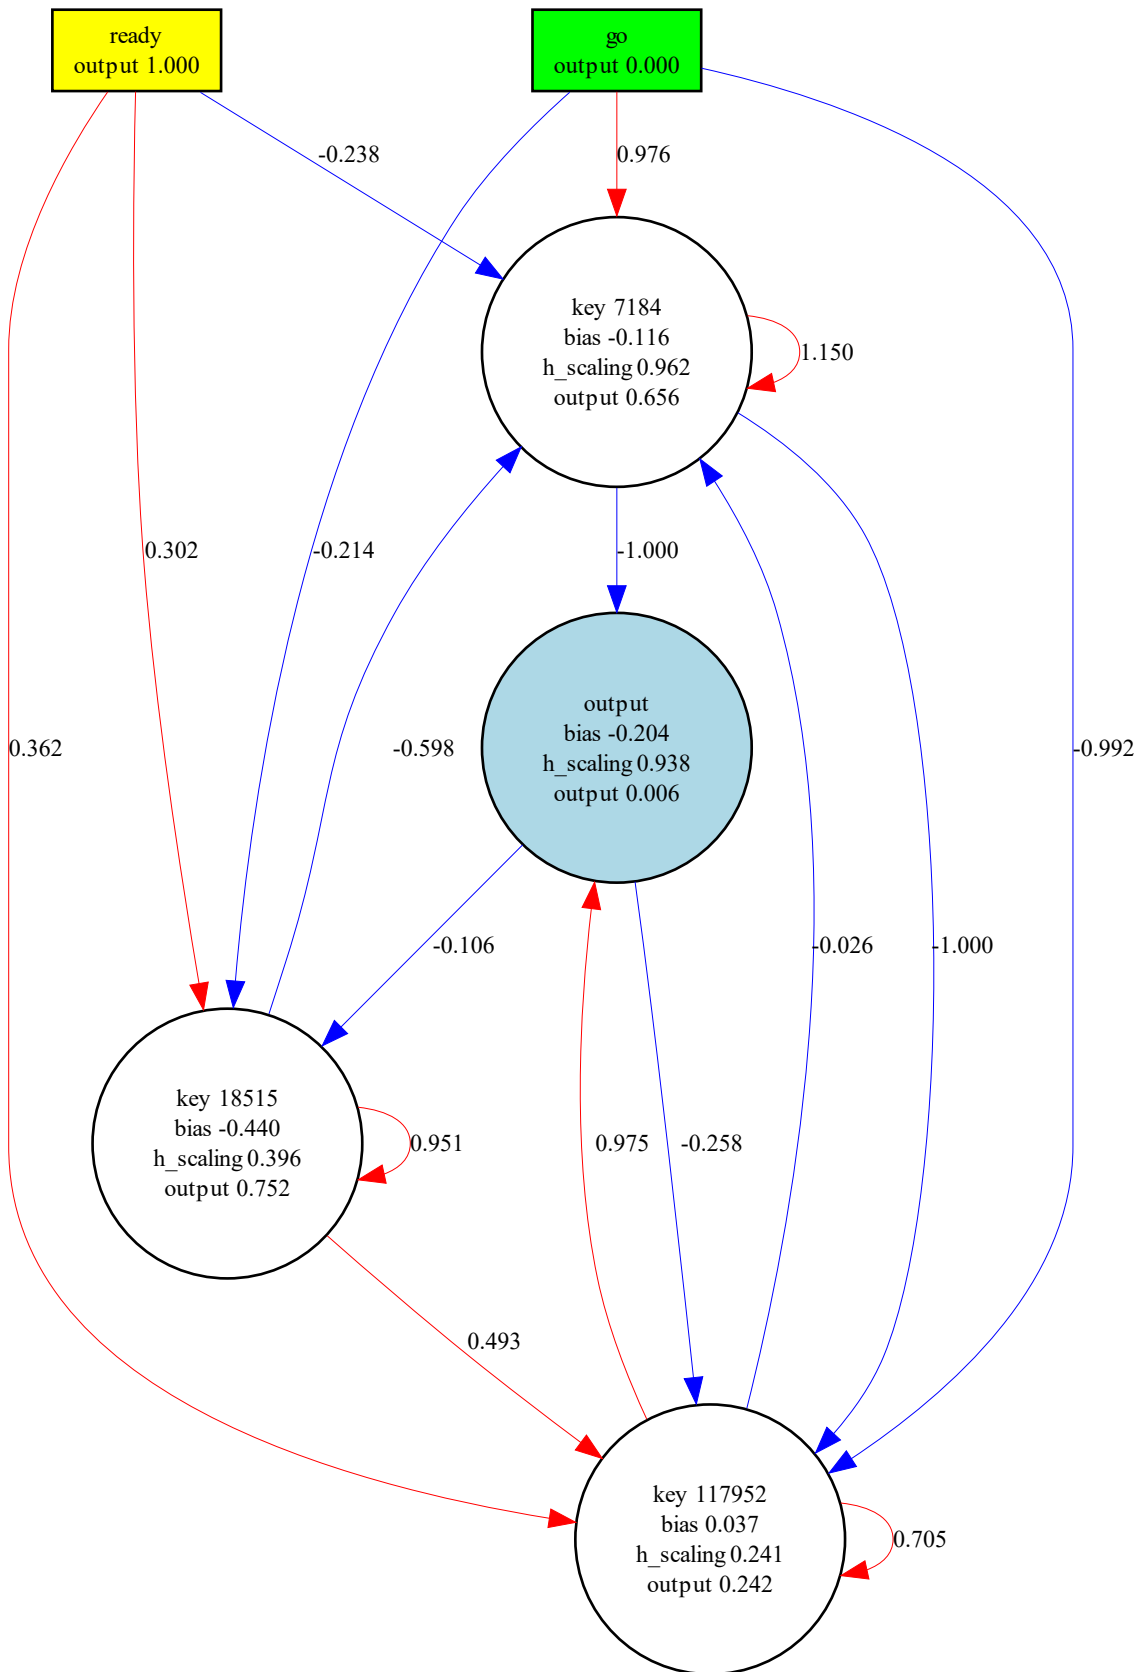 ready
output 1.000
go
output 0.000
-0.238
0.976
key 7184
bias -0.116
h_scaling 0.962
output 0.656
1.150
0.302
-0.214
-1.000
output
bias -0.204
h_scaling 0.938
output 0.006
0.362
-0.598
-0.992
-0.106
-0.026
-1.000
key 18515
bias -0.440
h_scaling 0.396
output 0.752
0.951
0.975
-0.258
0.493
key 117952
bias 0.037
h_scaling 0.241
output 0.242
0.705